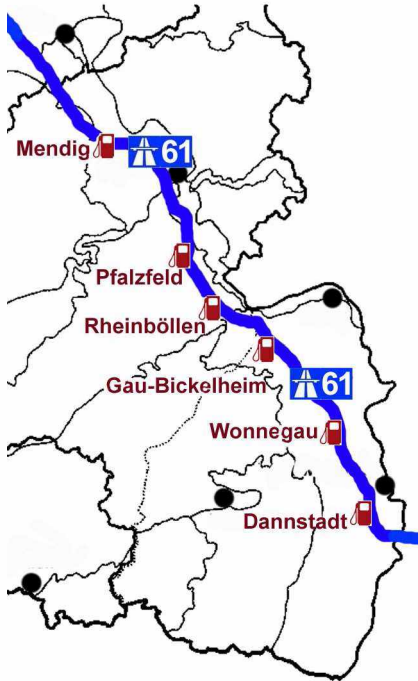 Mendig
61
Pfalzfeld
Rheinböllen
Gau-Bickelheim
61
Wonnegau
Dannstadt